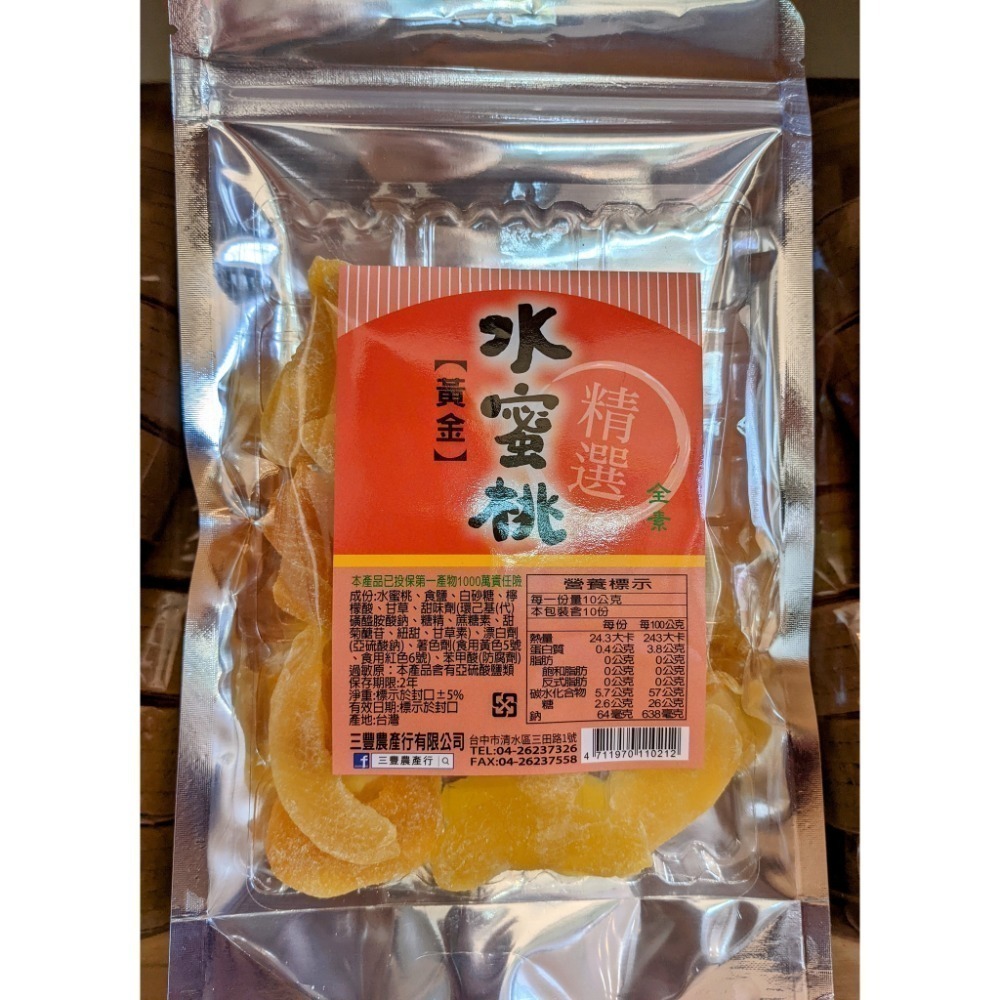 水蜜桃
【黃金】
精選
全素
本產品已投保第一產物1000萬責任險
成份:水蜜桃、食鹽、白砂糖、檸
檬酸、甘草、甜味劑(環己基(代)
磺醯胺酸鈉、糖精、蔗糖素、甜
菊醣苷、紐甜、甘草素)、漂白劑
(亞硫酸鈉)、著色劑(食用黃色5號
、食用紅色6號)、苯甲酸(防腐劑)
過敏原:本產品含有亞硫酸鹽類
保存期限:2年
淨重:標示於封口±5%
有效日期:標示於封口
產地:台灣
營養標示
每一份量10公克
本包裝含10份
每份 每100公克
熱量 24.3大卡 243大卡
蛋白質 0.4公克 3.8公克
脂肪 0公克 0公克
飽和脂肪 0公克 0公克
反式脂肪 0公克 0公克
碳水化合物 5.7公克 57公克
糖 2.6公克 26公克
鈉 64毫克 638毫克
三豐農產行有限公司
台中市清水區三田路1號
TEL:04-26237326
FAX:04-26237558
f 三豐農產行
4 711970 110212